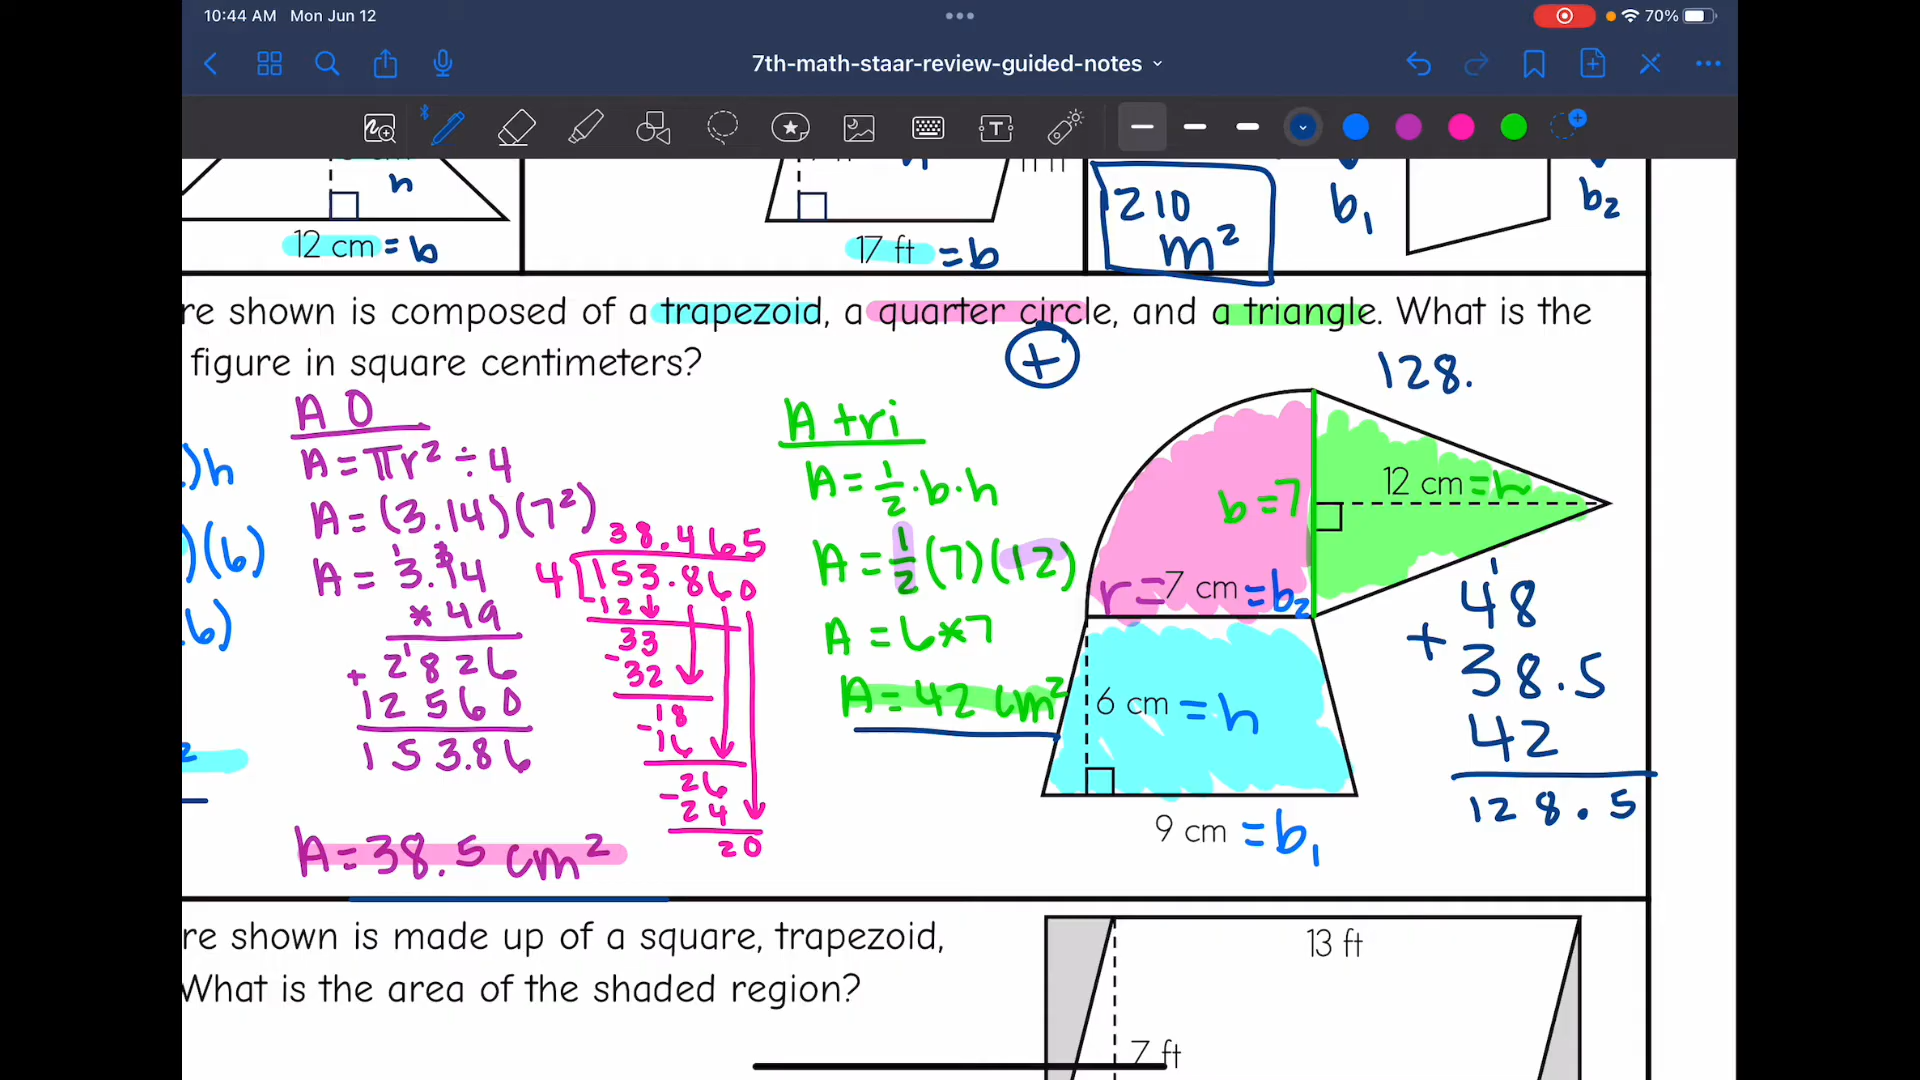 10:44 AM Mon Jun 12
70%
7th-math-staar-review-guided-notes
h
12 cm = b
17 ft = b
210
m²
b₁
b₂
re shown is composed of a trapezoid, a quarter circle, and a triangle. What is the
figure in square centimeters?
+
128.
)h
)(6)
6)
A O
A = πr² ÷ 4
A = (3.14)(7²)
A = 3.14
* 49
+ 2826
12560
153.86
A = 38.5 cm²
38.465
4 153.860
-12
33
-32
18
-16
26
-24
20
A tri
A = 1/2 · b · h
A = 1/2 (7)(12)
A = 6*7
A = 42 cm²
b = 7
12 cm = h
r = 7 cm = b₂
6 cm = h
9 cm = b₁
1
48
+ 38.5
42
128.5
re shown is made up of a square, trapezoid,
What is the area of the shaded region?
13 ft
7 ft